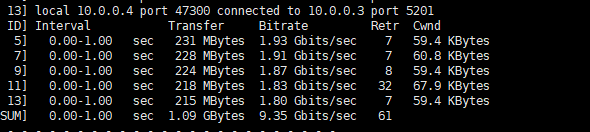 13] local 10.0.0.4 port 47300 connected to 10.0.0.3 port 5201
ID] Interval Transfer Bitrate Retr Cwnd
5] 0.00-1.00 sec 231 MBytes 1.93 Gbits/sec 7 59.4 KBytes
7] 0.00-1.00 sec 228 MBytes 1.91 Gbits/sec 7 60.8 KBytes
9] 0.00-1.00 sec 224 MBytes 1.87 Gbits/sec 8 59.4 KBytes
11] 0.00-1.00 sec 218 MBytes 1.83 Gbits/sec 32 67.9 KBytes
13] 0.00-1.00 sec 215 MBytes 1.80 Gbits/sec 7 59.4 KBytes
SUM] 0.00-1.00 sec 1.09 GBytes 9.35 Gbits/sec 61
- - - - - - - - - - - - - - - - - - - - - - - - -